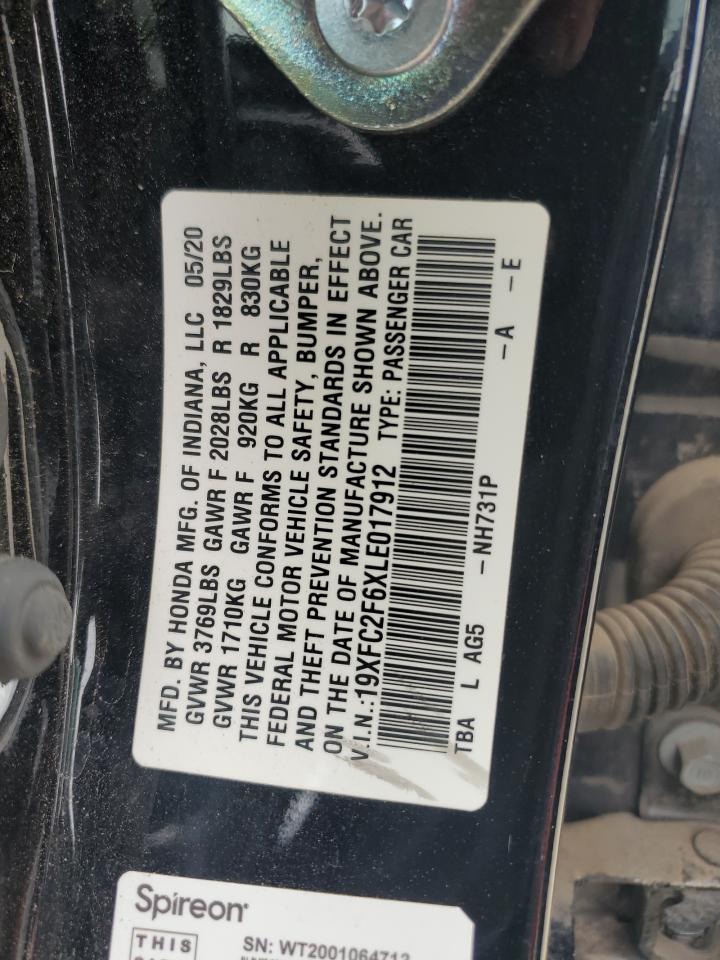 MFD. BY HONDA MFG. OF INDIANA, LLC 05/20
GVWR 3769LBS GAWR F 2028LBS R 1829LBS
GVWR 1710KG GAWR F 920KG R 830KG
THIS VEHICLE CONFORMS TO ALL APPLICABLE
FEDERAL MOTOR VEHICLE SAFETY, BUMPER,
AND THEFT PREVENTION STANDARDS IN EFFECT
ON THE DATE OF MANUFACTURE SHOWN ABOVE.
V.I.N.:19XFC2F6XLE017912 TYPE: PASSENGER CAR
TBA L AG5 -NH731P -A -E
Spireon
THIS
SN: WT2001064712